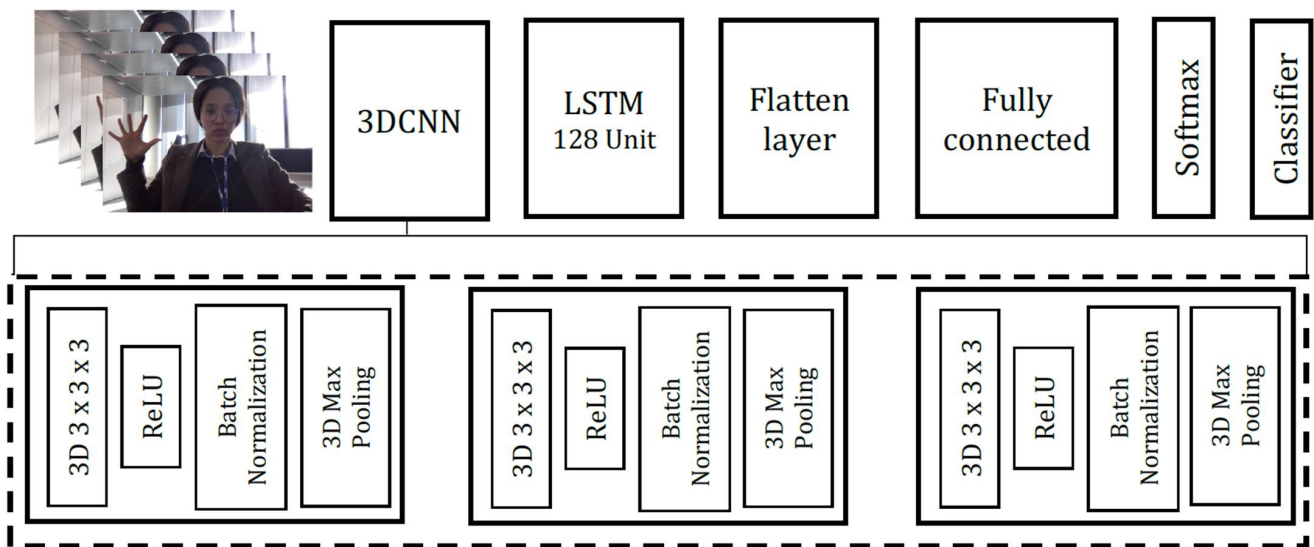 3DCNN
LSTM
128 Unit
Flatten
layer
Fully
connected
Softmax
Classifier
3D 3 x 3 x 3
ReLU
Batch
Normalization
3D Max
Pooling
3D 3 x 3 x 3
ReLU
Batch
Normalization
3D Max
Pooling
3D 3 x 3 x 3
ReLU
Batch
Normalization
3D Max
Pooling